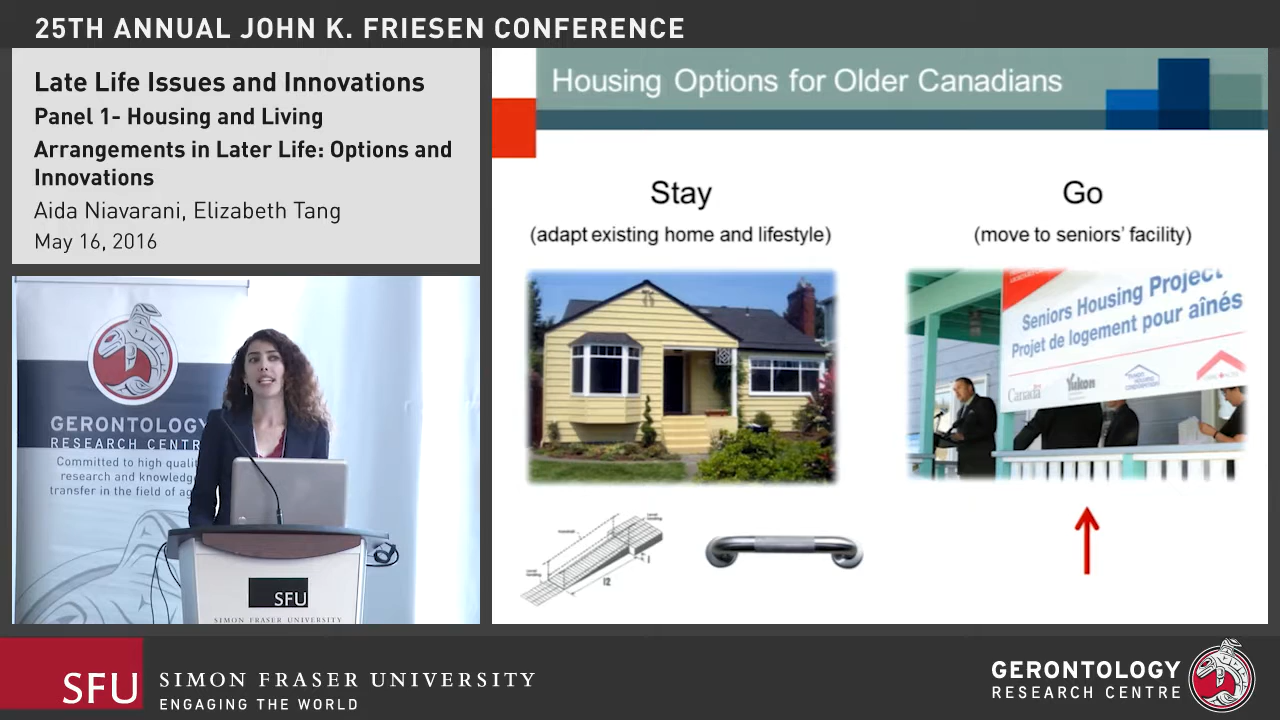 25TH ANNUAL JOHN K. FRIESEN CONFERENCE
Late Life Issues and Innovations
Panel 1- Housing and Living
Arrangements in Later Life: Options and
Innovations
Aida Niavarani, Elizabeth Tang
May 16, 2016
GERONTOLOGY
RESEARCH CENTRE
Committed to high
research and
transfer in the field of
SFU
SIMON FRASER UNIVERSITY
Housing Options for Older Canadians
Stay
(adapt existing home and lifestyle)
Go
(move to seniors' facility)
Seniors Housing Project
Projet de logement pour aînés
Canada
Yukon
12
1
SFU
SIMON FRASER UNIVERSITY
ENGAGING THE WORLD
GERONTOLOGY
RESEARCH CENTRE